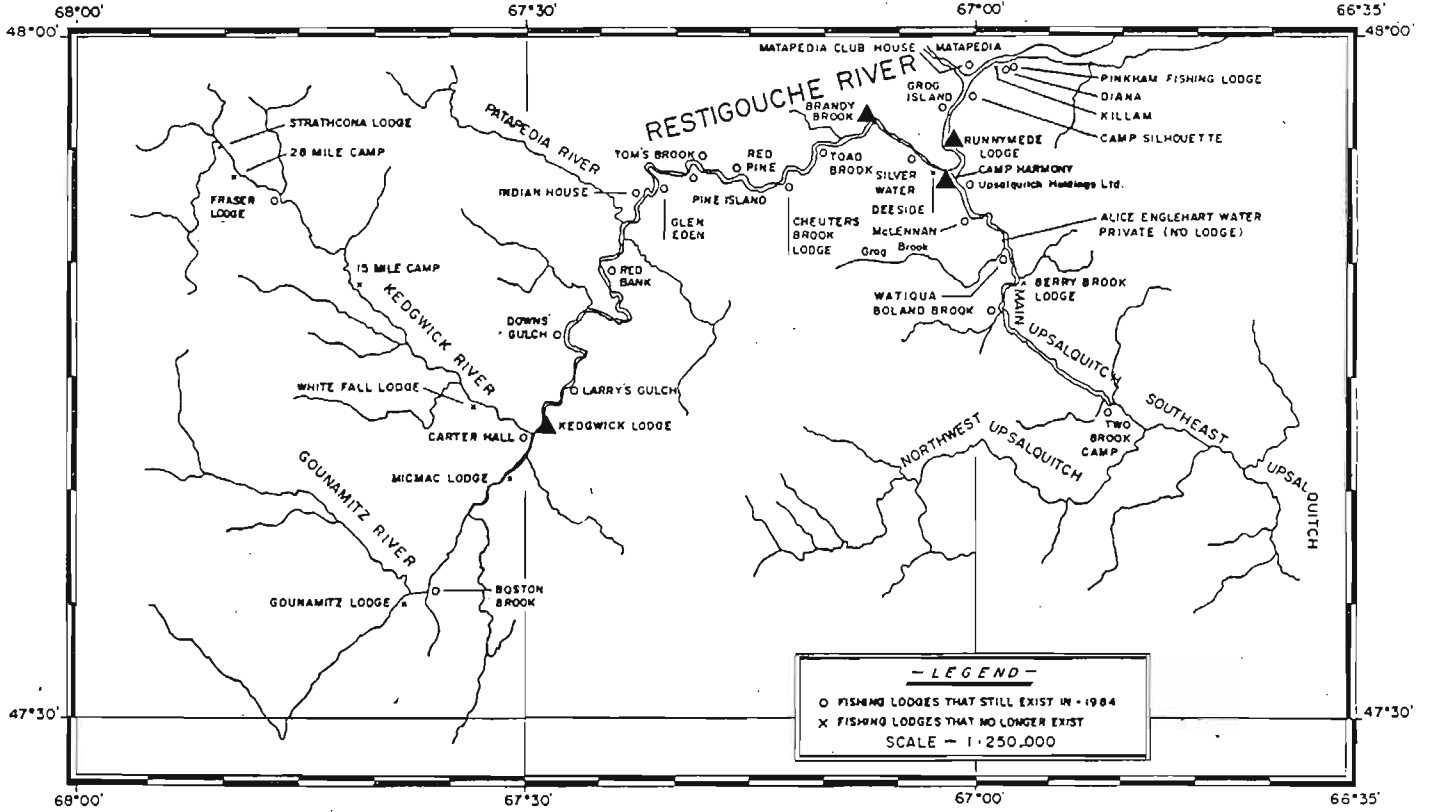 68°00'
67°30'
67°00'
66°35'
48°00'
48°00'
MATAPEDIA CLUB HOUSE
MATAPEDIA
RESTIGOUCHE RIVER
GROG
ISLAND
PINKHAM FISHING LODGE
DIANA
KILLAM
CAMP SILHOUETTE
BRANDY
BROOK
RUNNYMEDE
LODGE
STRATHCONA LODGE
28 MILE CAMP
FRASER
LODGE
PATAPEDIA RIVER
TOM'S BROOK
RED
PINE
TOAD
BROOK
SILVER
WATER
CAMP HARMONY
Upsalquitch Holdings Ltd.
INDIAN HOUSE
PINE ISLAND
GLEN
EDEN
CHEUTERS
BROOK
LODGE
DEESIDE
McLENNAN
Brook
Grog
ALICE ENGLEHART WATER
PRIVATE (NO LODGE)
15 MILE CAMP
KEDGWICK RIVER
RED
BANK
WATIQUA
BOLAND BROOK
BERRY BROOK
LODGE
MAIN UPSALQUITCH
DOWNS'
GULCH
WHITE FALL LODGE
LARRY'S GULCH
CARTER HALL
KEDGWICK LODGE
TWO
BROOK
CAMP
SOUTHEAST UPSALQUITCH
NORTHWEST UPSALQUITCH
MICMAC LODGE
GOUNAMITZ RIVER
GOUNAMITZ LODGE
BOSTON
BROOK
- LEGEND -
O FISHING LODGES THAT STILL EXIST IN - 1984
X FISHING LODGES THAT NO LONGER EXIST
SCALE - 1:250,000
47°30'
47°30'
68°00'
67°30'
67°00'
66°35'